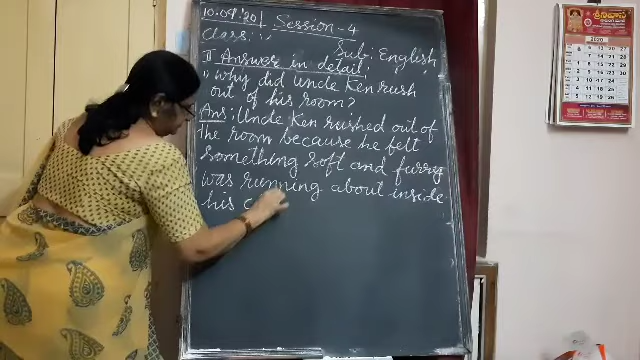 10.09.'20 Session-4
Class:
Sub: English
II Answer in detail:
1) Why did uncle Ken rush
out of his room?
Ans: Uncle Ken rushed out of
the room because he felt
something soft and furry
was running about inside
his c
శ్రీనివాస
2020